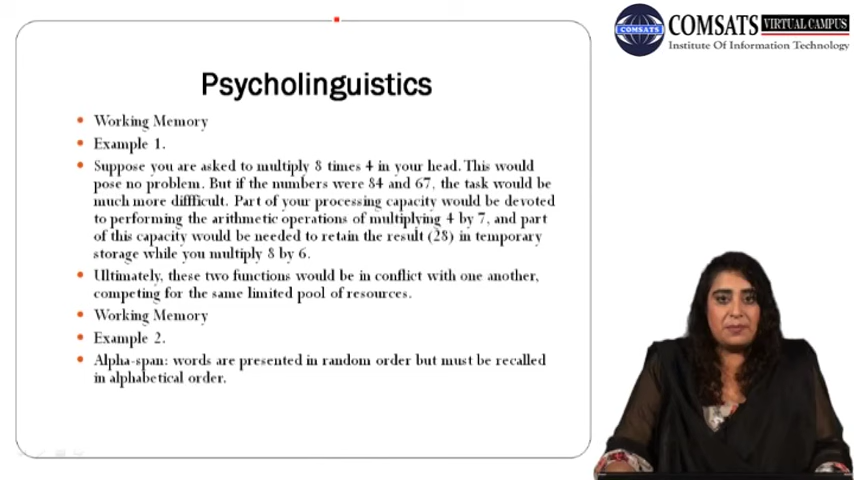 COMSATS VIRTUAL CAMPUS
COMSATS
Institute Of Information Technology
Psycholinguistics
Working Memory
Example 1.
Suppose you are asked to multiply 8 times 4 in your head. This would
pose no problem. But if the numbers were 84 and 67, the task would be
much more diffficult. Part of your processing capacity would be devoted
to performing the arithmetic operations of multiplying 4 by 7, and part
of this capacity would be needed to retain the result (28) in temporary
storage while you multiply 8 by 6.
Ultimately, these two functions would be in conflict with one another,
competing for the same limited pool of resources.
Working Memory
Example 2.
Alpha-span: words are presented in random order but must be recalled
in alphabetical order.